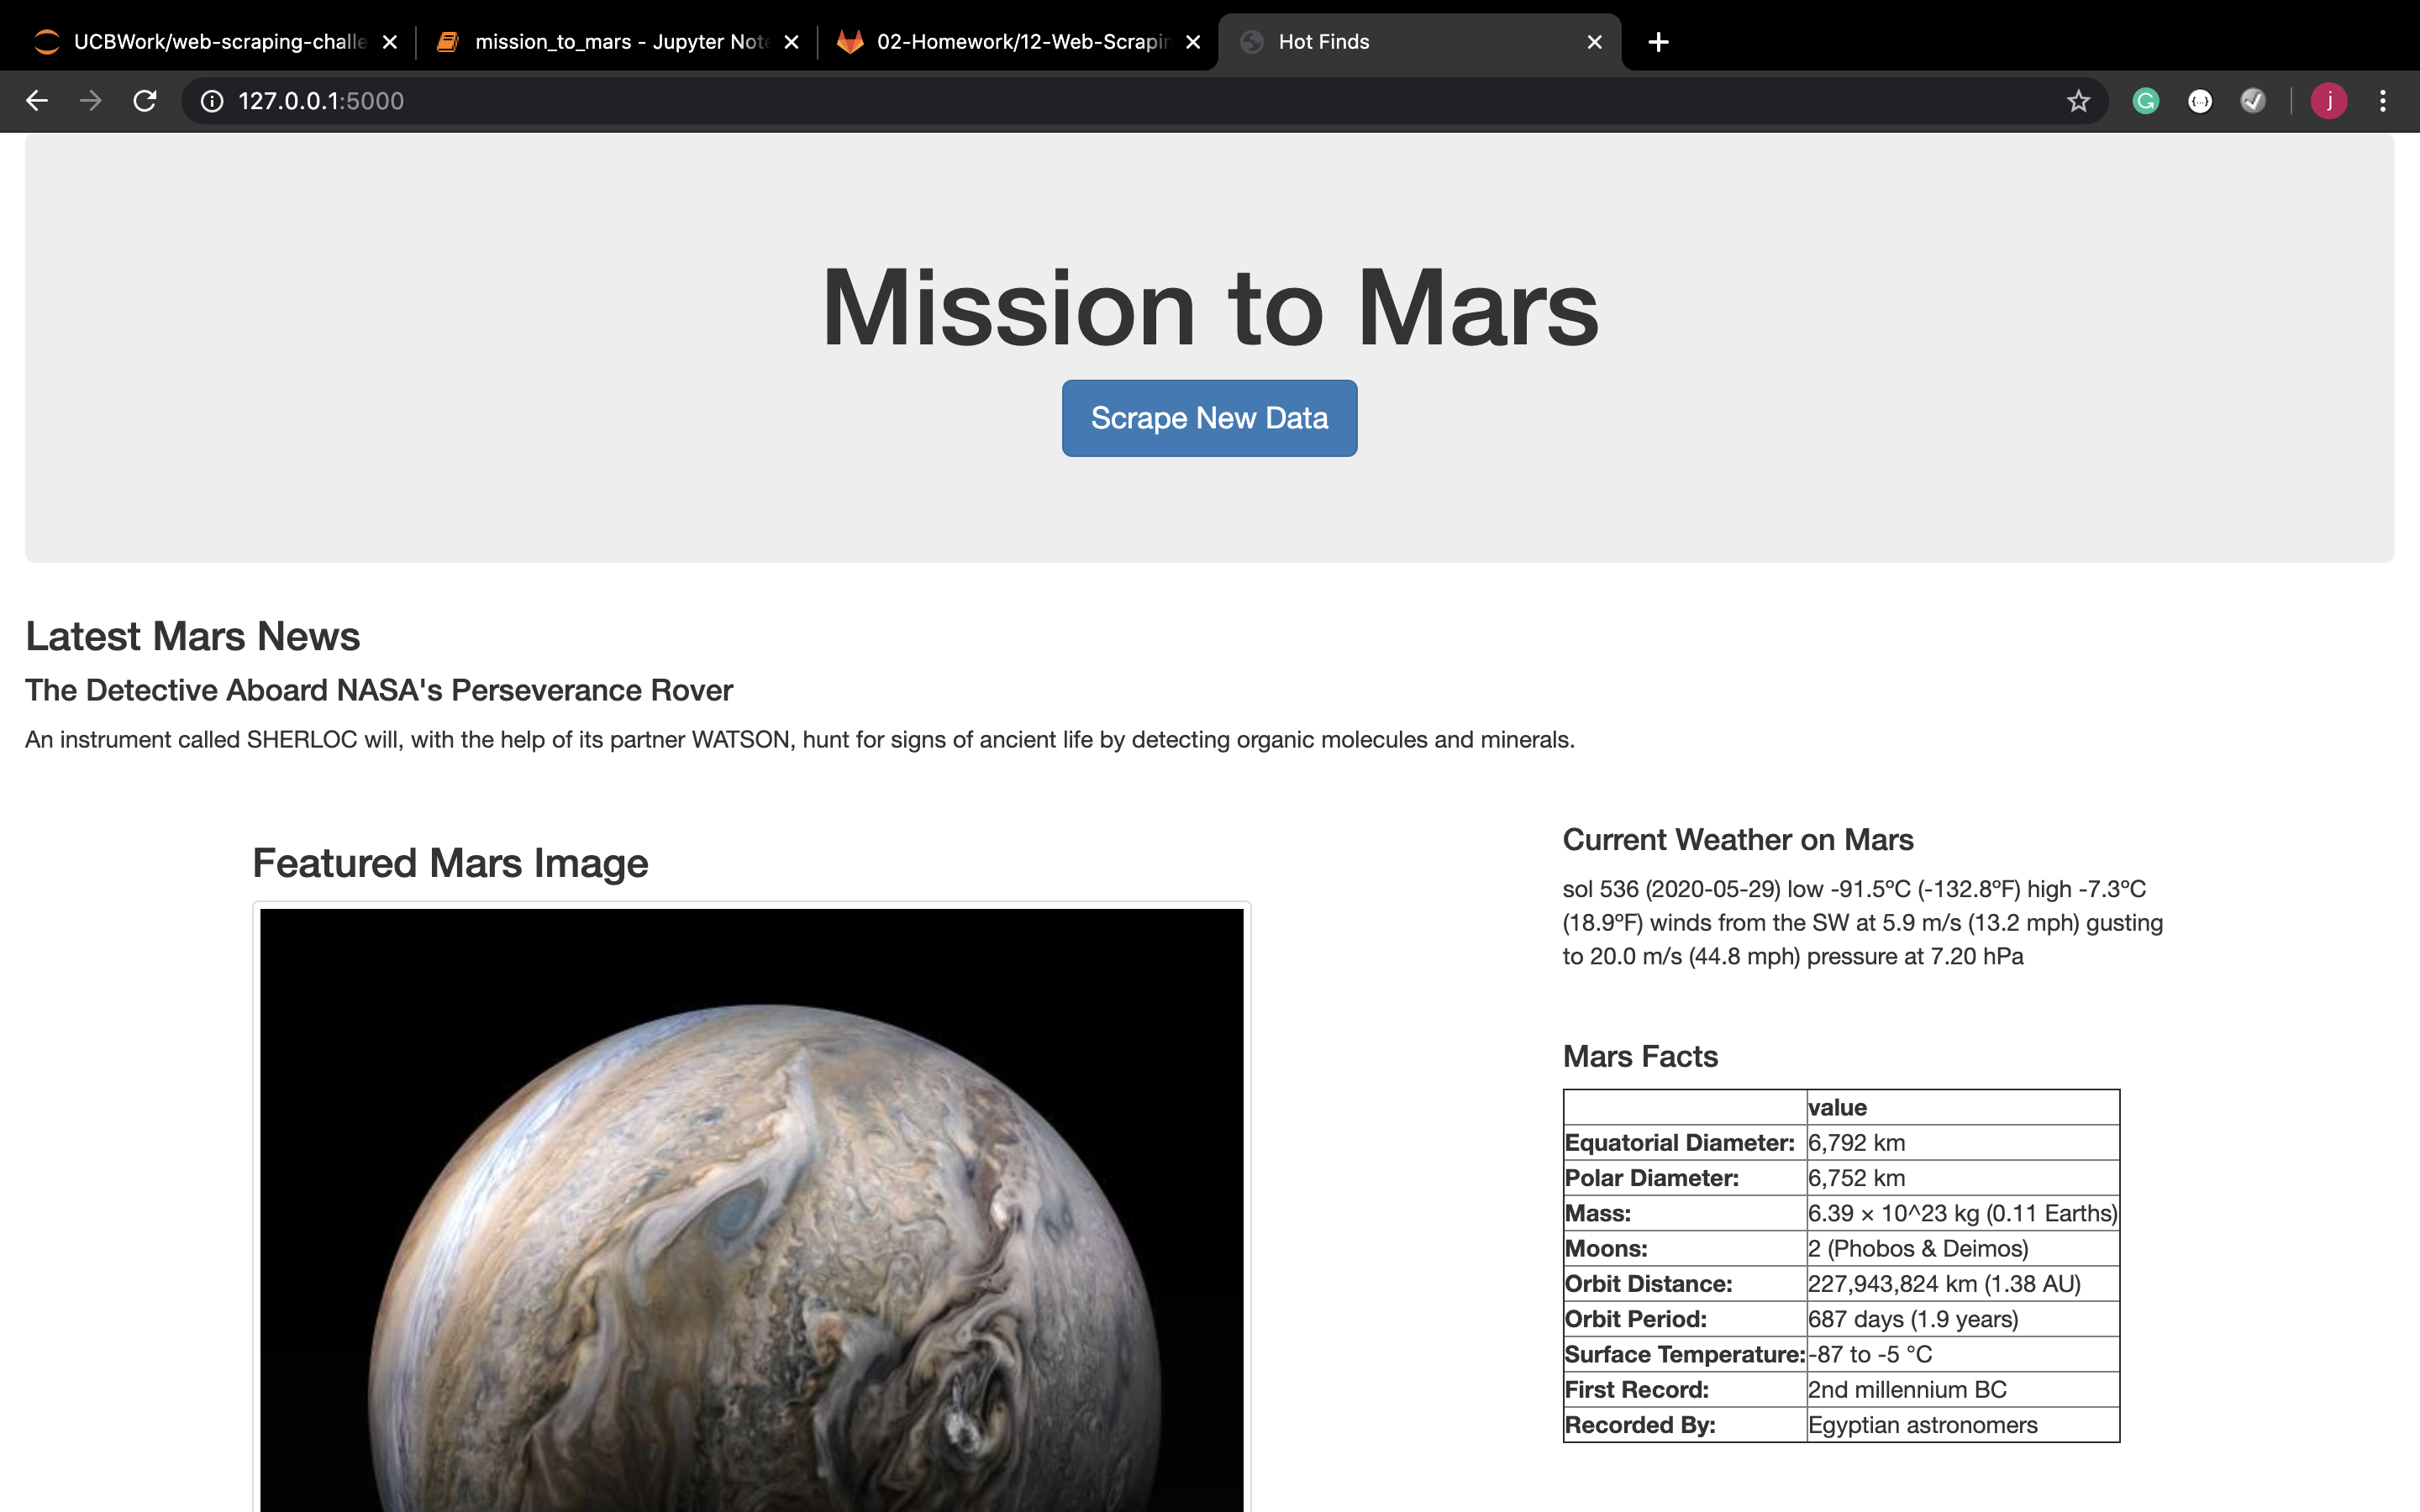 UCBWork/web-scraping-challe
mission_to_mars - Jupyter Note
02-Homework/12-Web-Scrapin
Hot Finds
127.0.0.1:5000
j
Mission to Mars
Scrape New Data
Latest Mars News
The Detective Aboard NASA's Perseverance Rover
An instrument called SHERLOC will, with the help of its partner WATSON, hunt for signs of ancient life by detecting organic molecules and minerals.
Featured Mars Image
Current Weather on Mars
sol 536 (2020-05-29) low -91.5ºC (-132.8ºF) high -7.3ºC
(18.9ºF) winds from the SW at 5.9 m/s (13.2 mph) gusting
to 20.0 m/s (44.8 mph) pressure at 7.20 hPa
Mars Facts
value
Equatorial Diameter: 6,792 km
Polar Diameter: 6,752 km
Mass: 6.39 × 10^23 kg (0.11 Earths)
Moons: 2 (Phobos & Deimos)
Orbit Distance: 227,943,824 km (1.38 AU)
Orbit Period: 687 days (1.9 years)
Surface Temperature: -87 to -5 °C
First Record: 2nd millennium BC
Recorded By: Egyptian astronomers